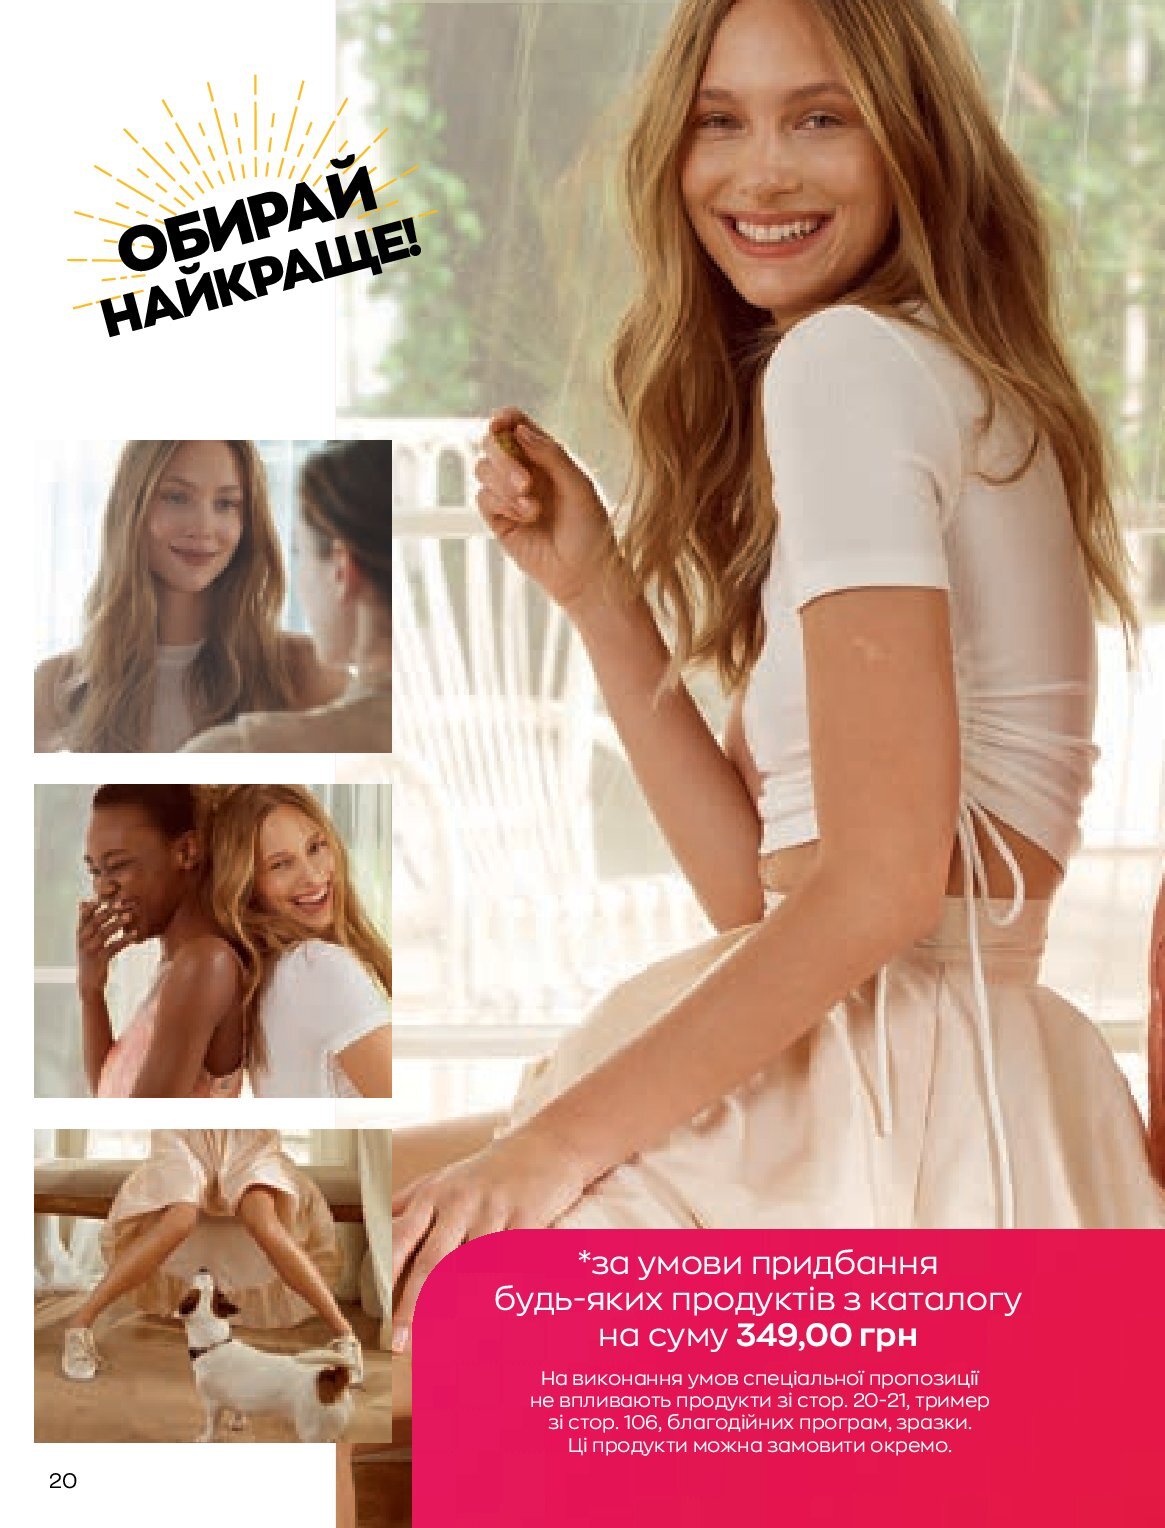 ОБИРАЙ
НАЙКРАЩЕ!
*за умови придбання
будь-яких продуктів з каталогу
на суму 349,00 грн
На виконання умов спеціальної пропозиції
не впливають продукти зі стор. 20-21, тример
зі стор. 106, благодійних програм, зразки.
Ці продукти можна замовити окремо.
20